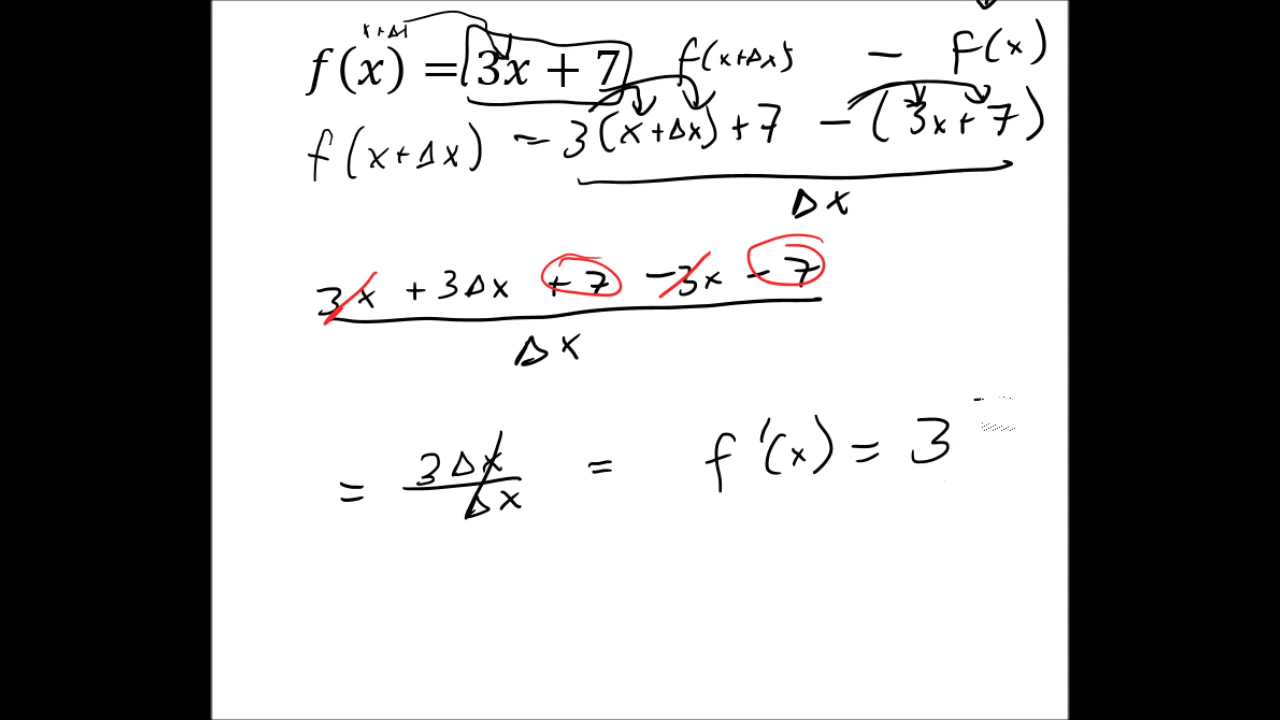 x+Δx
f(x) = 3x + 7 f(x+Δx) − f(x)
f(x+Δx) = 3(x+Δx)+7 −(3x+7)
Δx
3x + 3Δx +7 −3x −7
Δx
= 3Δx = f'(x) = 3
Δx